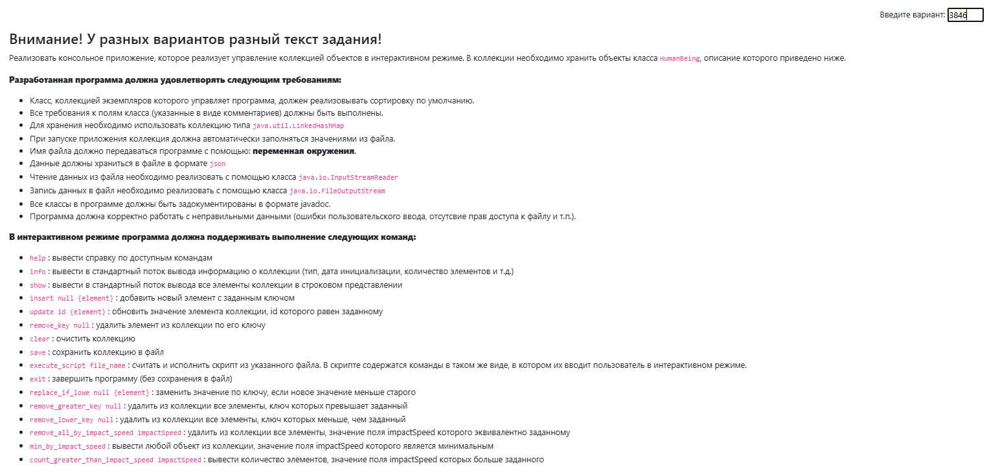 Введите вариант: 3846
Внимание! У разных вариантов разный текст задания!
Реализовать консольное приложение, которое реализует управление коллекцией объектов в интерактивном режиме. В коллекции необходимо хранить объекты класса HumanBeing, описание которого приведено ниже.
Разработанная программа должна удовлетворять следующим требованиям:
Класс, коллекцией экземпляров которого управляет программа, должен реализовывать сортировку по умолчанию.
Все требования к полям класса (указанные в виде комментариев) должны быть выполнены.
Для хранения необходимо использовать коллекцию типа java.util.LinkedHashMap
При запуске приложения коллекция должна автоматически заполняться значениями из файла.
Имя файла должно передаваться программе с помощью: переменная окружения.
Данные должны храниться в файле в формате json
Чтение данных из файла необходимо реализовать с помощью класса java.io.InputStreamReader
Запись данных в файл необходимо реализовать с помощью класса java.io.FileOutputStream
Все классы в программе должны быть задокументированы в формате javadoc.
Программа должна корректно работать с неправильными данными (ошибки пользовательского ввода, отсутсвие прав доступа к файлу и т.п.).
В интерактивном режиме программа должна поддерживать выполнение следующих команд:
help : вывести справку по доступным командам
info : вывести в стандартный поток вывода информацию о коллекции (тип, дата инициализации, количество элементов и т.д.)
show : вывести в стандартный поток вывода все элементы коллекции в строковом представлении
insert null {element} : добавить новый элемент с заданным ключом
update id {element} : обновить значение элемента коллекции, id которого равен заданному
remove_key null : удалить элемент из коллекции по его ключу
clear : очистить коллекцию
save : сохранить коллекцию в файл
execute_script file_name : считать и исполнить скрипт из указанного файла. В скрипте содержатся команды в таком же виде, в котором их вводит пользователь в интерактивном режиме.
exit : завершить программу (без сохранения в файл)
replace_if_lowe null {element} : заменить значение по ключу, если новое значение меньше старого
remove_greater_key null : удалить из коллекции все элементы, ключ которых превышает заданный
remove_lower_key null : удалить из коллекции все элементы, ключ которых меньше, чем заданный
remove_all_by_impact_speed impactSpeed : удалить из коллекции все элементы, значение поля impactSpeed которого эквивалентно заданному
min_by_impact_speed : вывести любой объект из коллекции, значение поля impactSpeed которого является минимальным
count_greater_than_impact_speed impactSpeed : вывести количество элементов, значение поля impactSpeed которых больше заданного